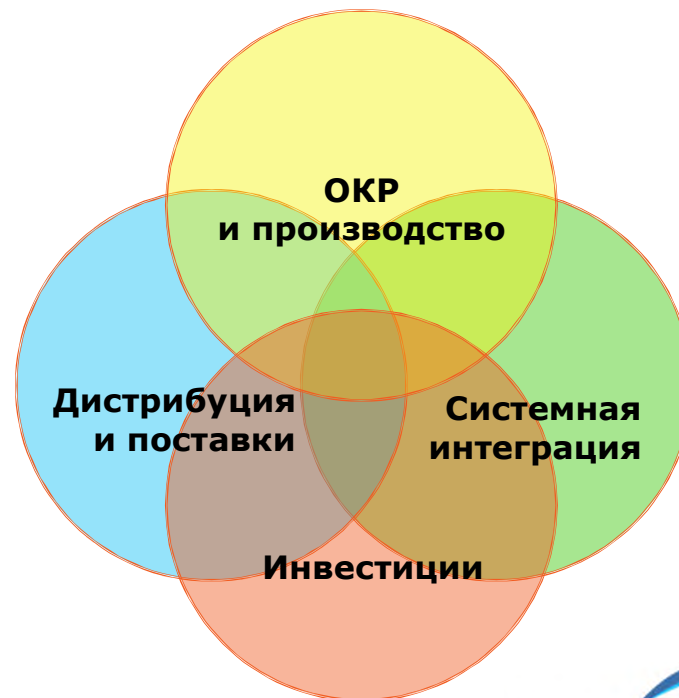 ОКР
и производство
Дистрибуция
и поставки
Системная
интеграция
Инвестиции